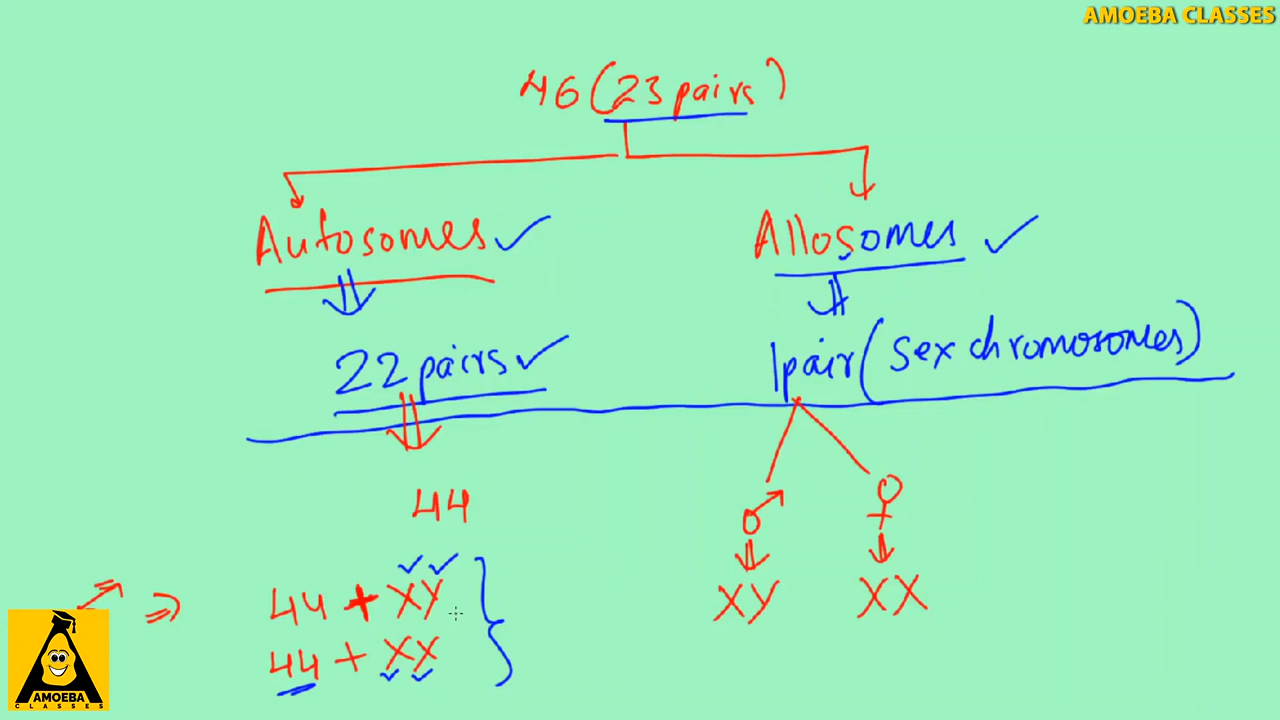 AMOEBA CLASSES
46 (23 pairs)
Autosomes ✓ Allosomes ✓
22 pairs ✓ 1 pair (sex chromosomes)
44
♂ ♀
⇒ 44 + XY XY XX
44 + XX
AMOEBA
CLASSES